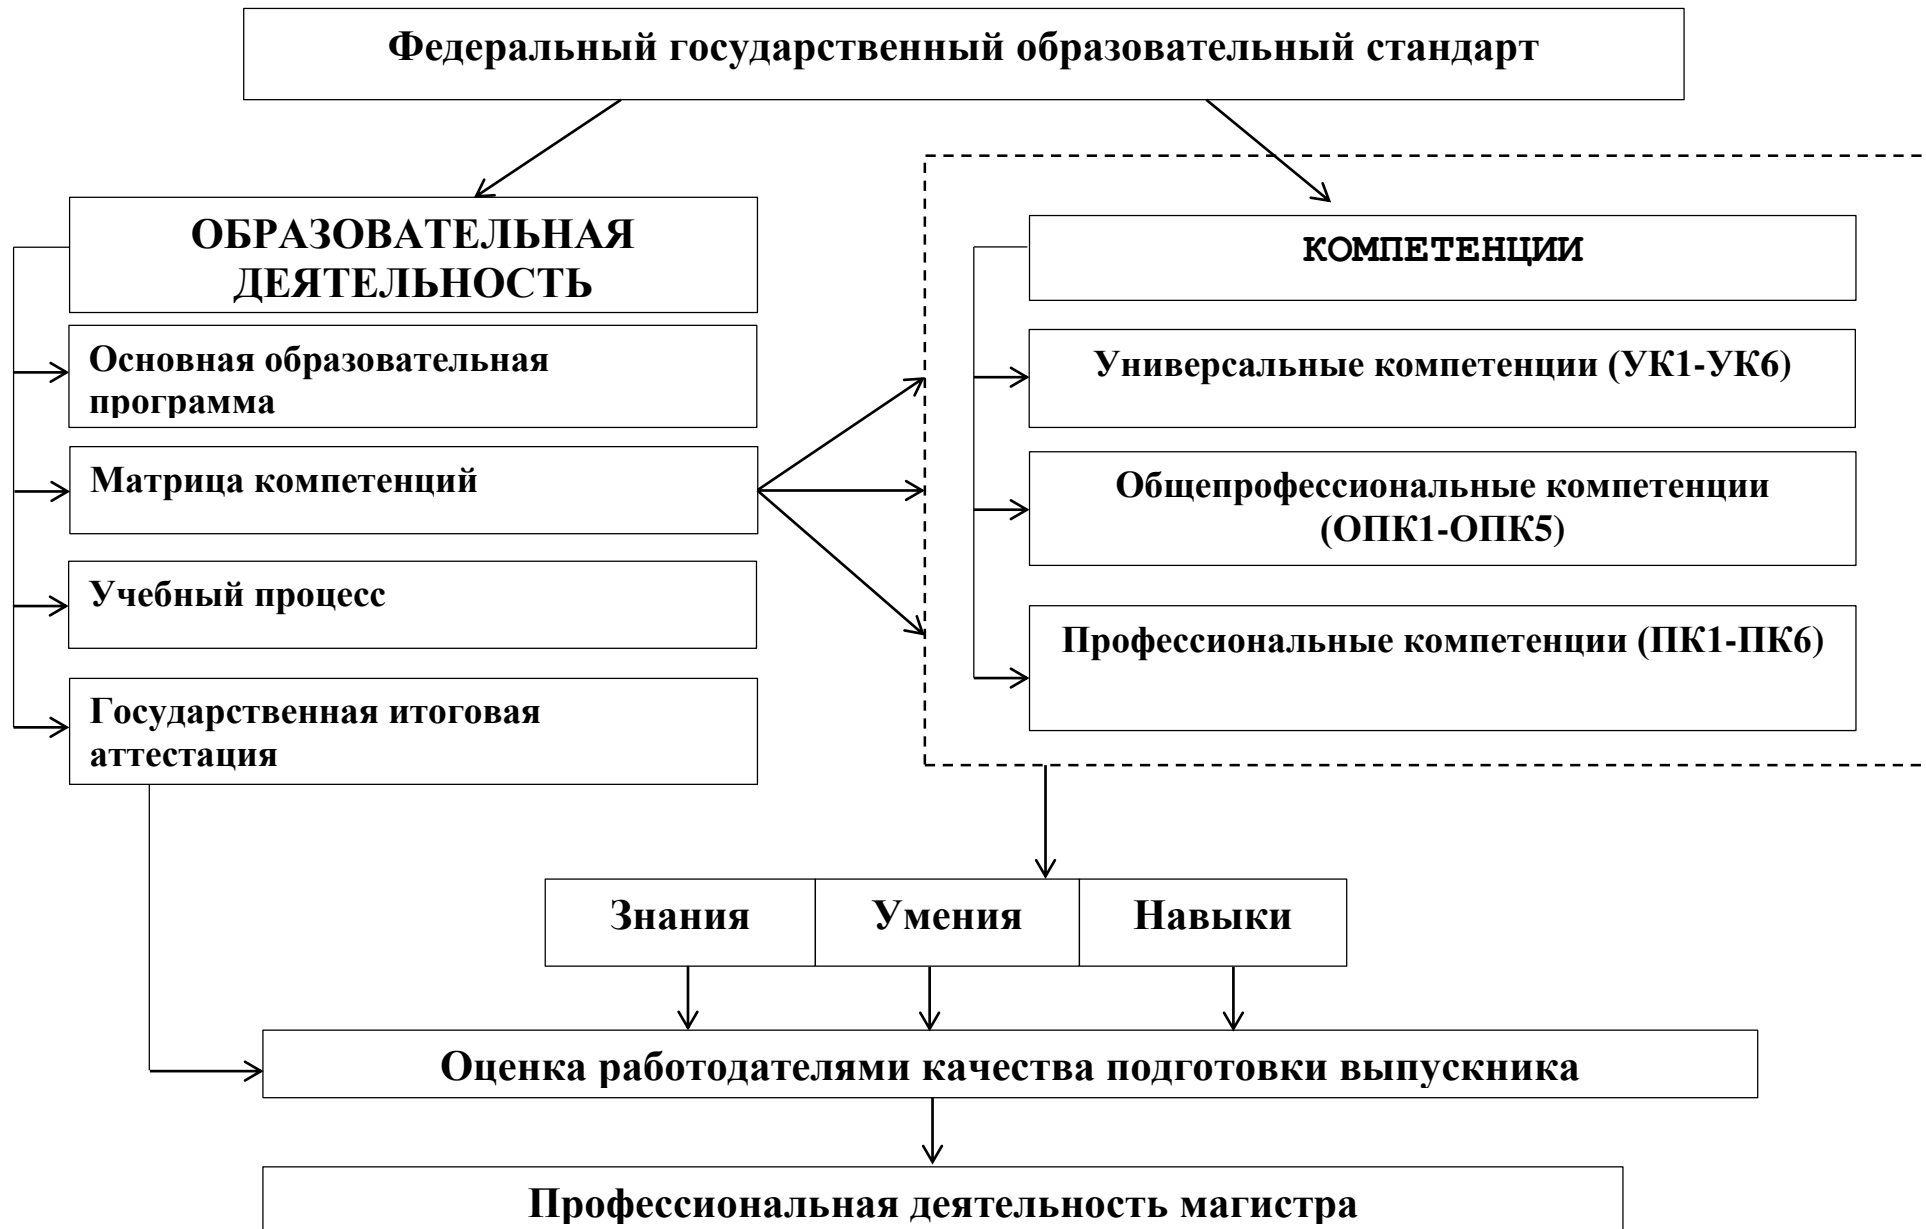 Федеральный государственный образовательный стандарт
ОБРАЗОВАТЕЛЬНАЯ
ДЕЯТЕЛЬНОСТЬ
Основная образовательная
программа
Матрица компетенций
Учебный процесс
Государственная итоговая
аттестация
КОМПЕТЕНЦИИ
Универсальные компетенции (УК1-УК6)
Общепрофессиональные компетенции
(ОПК1-ОПК5)
Профессиональные компетенции (ПК1-ПК6)
Знания
Умения
Навыки
Оценка работодателями качества подготовки выпускника
Профессиональная деятельность магистра